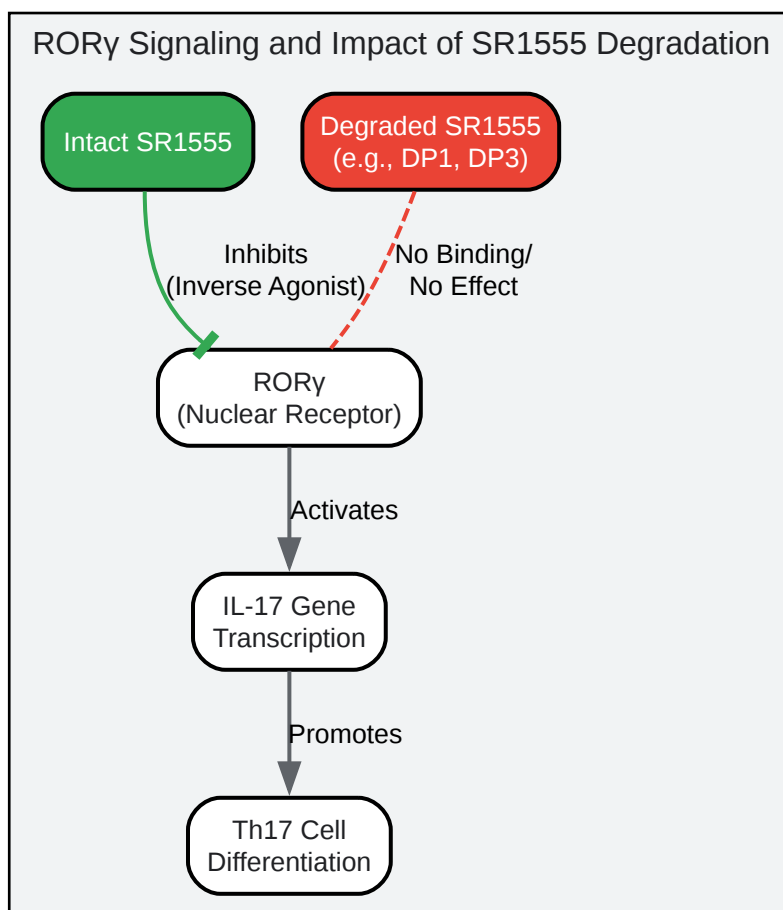 RORγ Signaling and Impact of SR1555 Degradation
Intact SR1555
Degraded SR1555
(e.g., DP1, DP3)
Inhibits
(Inverse Agonist)
No Binding/
No Effect
RORγ
(Nuclear Receptor)
Activates
IL-17 Gene
Transcription
Promotes
Th17 Cell
Differentiation